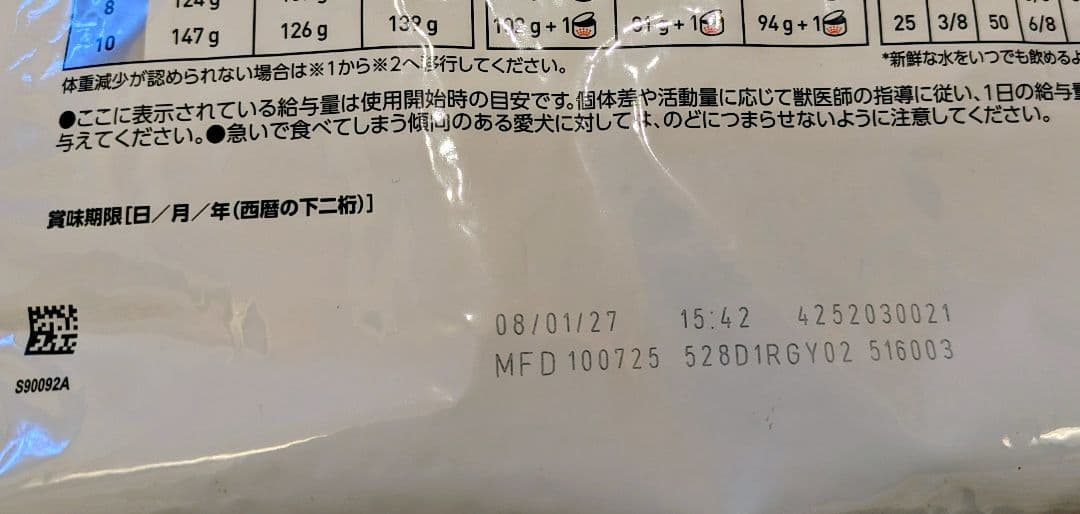 8 124 g
10 147 g 126 g 139 g 102 g + 1 g + 1 94 g + 1 25 3/8 50 6/8
*新鮮な水をいつでも飲めるよ
体重減少が認められない場合は※1から※2へ移行してください。
●ここに表示されている給与量は使用開始時の目安です。個体差や活動量に応じて獣医師の指導に従い、1日の給与量
与えてください。●急いで食べてしまう傾向のある愛犬に対しては、のどにつまらせないように注意してください。
賞味期限[日/月/年(西暦の下二桁)]
08/01/27 15:42 4252030021
MFD 100725 528D1RGY02 516003
S90092A